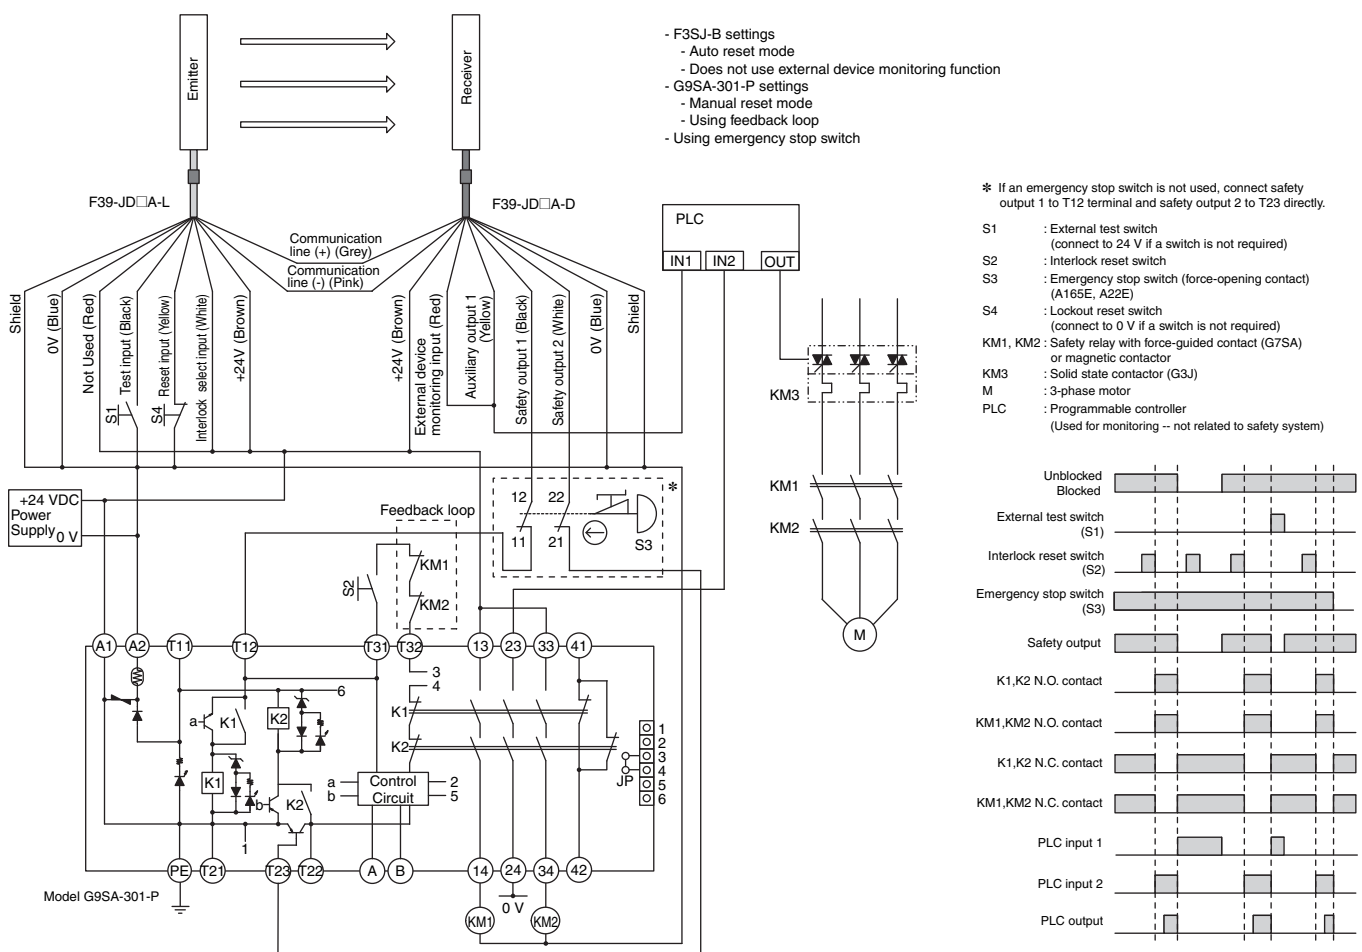 Emitter
Receiver
- F3SJ-B settings
- Auto reset mode
- Does not use external device monitoring function
- G9SA-301-P settings
- Manual reset mode
- Using feedback loop
- Using emergency stop switch
F39-JD□A-L
F39-JD□A-D
Communication
line (+) (Grey)
Communication
line (-) (Pink)
Shield
0V (Blue)
Not Used (Red)
Test input (Black)
Reset input (Yellow)
Interlock select input (White)
+24V (Brown)
+24V (Brown)
External device
monitoring input (Red)
Auxiliary output 1
(Yellow)
Safety output 1 (Black)
Safety output 2 (White)
0V (Blue)
Shield
S1
S4
PLC
IN1
IN2
OUT
KM3
KM1
KM2
M
✻ If an emergency stop switch is not used, connect safety
output 1 to T12 terminal and safety output 2 to T23 directly.
S1 : External test switch
(connect to 24 V if a switch is not required)
S2 : Interlock reset switch
S3 : Emergency stop switch (force-opening contact)
(A165E, A22E)
S4 : Lockout reset switch
(connect to 0 V if a switch is not required)
KM1, KM2 : Safety relay with force-guided contact (G7SA)
or magnetic contactor
KM3 : Solid state contactor (G3J)
M : 3-phase motor
PLC : Programmable controller
(Used for monitoring -- not related to safety system)
+24 VDC
Power
Supply 0 V
Feedback loop
KM1
KM2
S2
12
22
11
21
S3
✻
A1
A2
T11
T12
T31
T32
13
23
33
41
3
4
6
a
K1
K2
K1
K2
K1
b
K2
1
a
b
Control
Circuit
2
5
JP
1
2
3
4
5
6
PE
T21
T23
T22
A
B
14
24
34
42
Model G9SA-301-P
KM1
0 V
KM2
Unblocked
Blocked
External test switch
(S1)
Interlock reset switch
(S2)
Emergency stop switch
(S3)
Safety output
K1,K2 N.O. contact
KM1,KM2 N.O. contact
K1,K2 N.C. contact
KM1,KM2 N.C. contact
PLC input 1
PLC input 2
PLC output